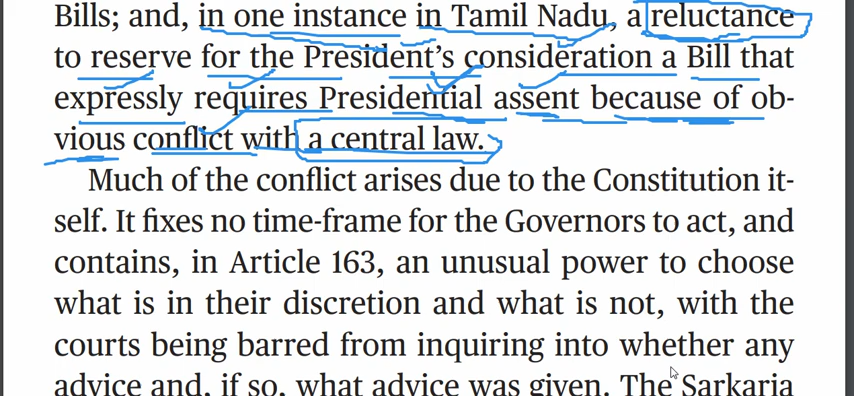 Bills; and, in one instance in Tamil Nadu, a reluctance
to reserve for the President's consideration a Bill that
expressly requires Presidential assent because of ob-
vious conflict with a central law.
Much of the conflict arises due to the Constitution it-
self. It fixes no time-frame for the Governors to act, and
contains, in Article 163, an unusual power to choose
what is in their discretion and what is not, with the
courts being barred from inquiring into whether any
advice and, if so, what advice was given. The Sarkaria